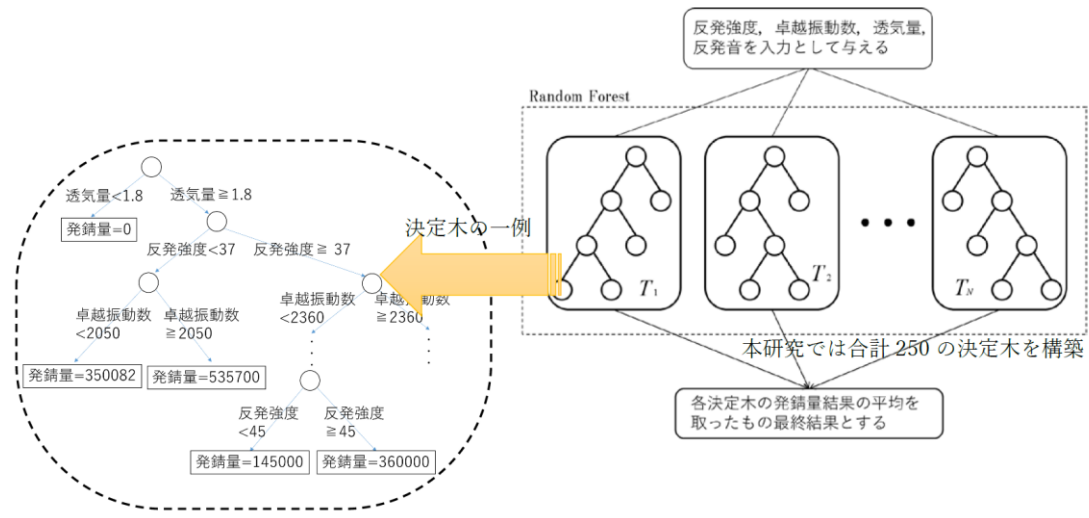 反発強度, 卓越振動数, 透気量,
反発音を入力として与える
Random Forest
T1
T2
TN
本研究では合計 250 の決定木を構築
各決定木の発錆量結果の平均を
取ったもの最終結果とする
決定木の一例
透気量<1.8
透気量≧1.8
発錆量=0
反発強度<37
反発強度≧ 37
卓越振動数
<2050
卓越振動数
≧2050
卓越振動数
<2360
卓越振動数
≧2360
発錆量=350082
発錆量=535700
反発強度
<45
反発強度
≧45
発錆量=145000
発錆量=360000